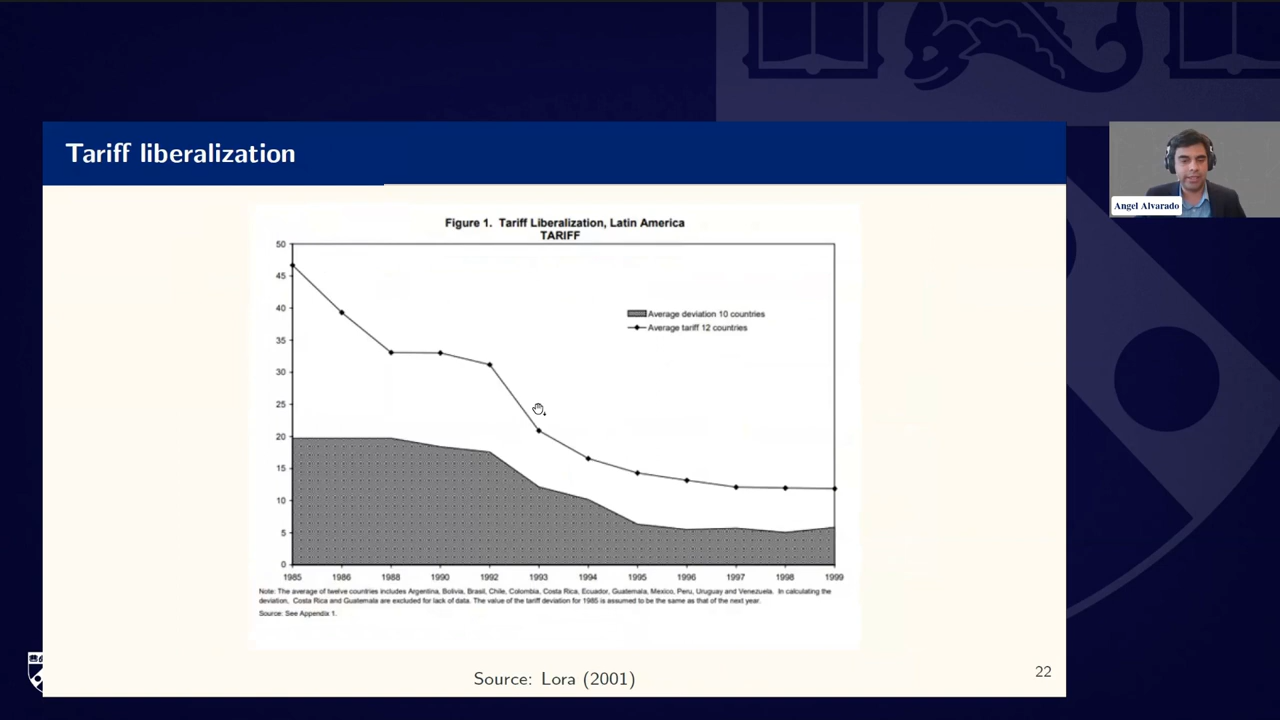 Tariff liberalization
Angel Alvarado
Figure 1. Tariff Liberalization, Latin America
TARIFF
50
45
40
35
30
25
20
15
10
5
0
Average deviation 10 countries
Average tariff 12 countries
1985 1986 1988 1990 1992 1993 1994 1995 1996 1997 1998 1999
Note: The average of twelve countries includes Argentina, Bolivia, Brasil, Chile, Colombia, Costa Rica, Ecuador, Guatemala, Mexico, Peru, Uruguay and Venezuela. In calculating the
deviation, Costa Rica and Guatemala are excluded for lack of data. The value of the tariff deviation for 1985 is assumed to be the same as that of the next year.
Source: See Appendix 1.
Source: Lora (2001)
22